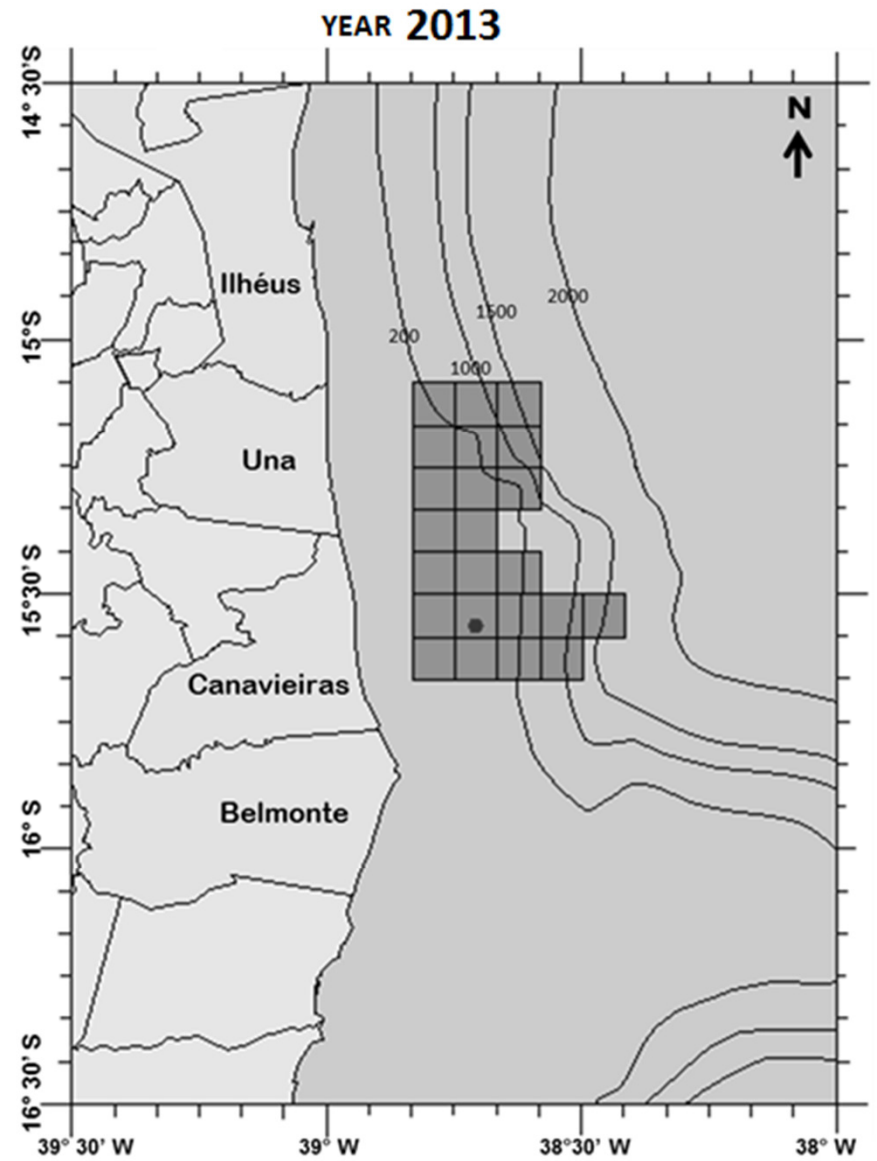 YEAR 2013
14° 30' S
N
Ilhéus
2000
1500
200
15° S
1000
Una
15° 30' S
Canavieiras
Belmonte
16° S
16° 30' S
39° 30' W
39° W
38° 30' W
38° W